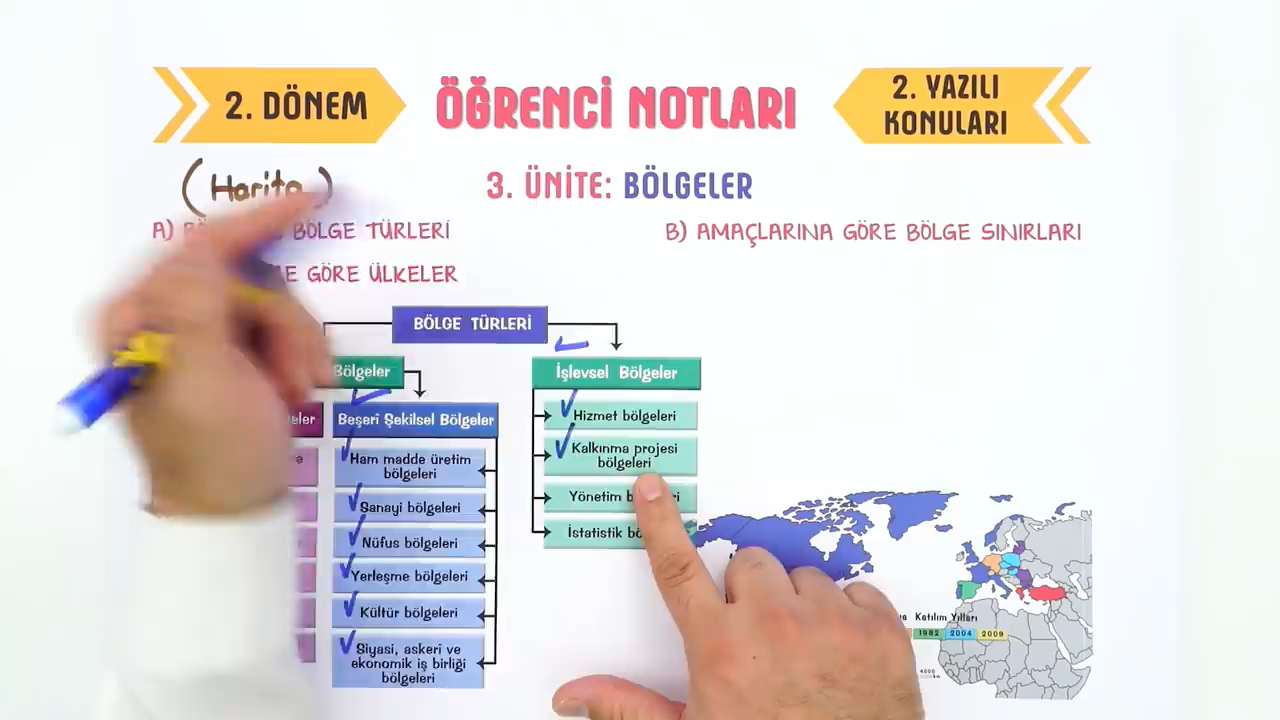 2. DÖNEM
ÖĞRENCİ NOTLARI
2. YAZILI
KONULARI
(Harita)
3. ÜNİTE: BÖLGELER
A) BÖLGE TÜRLERİ
B) AMAÇLARINA GÖRE BÖLGE SINIRLARI
GÖRE ÜLKELER
BÖLGE TÜRLERİ
Bölgeler
İşlevsel Bölgeler
Beşerî Şekilsel Bölgeler
Hizmet bölgeleri
Kalkınma projesi
bölgeleri
Ham madde üretim
bölgeleri
Yönetim
Sanayi bölgeleri
İstatistik
Nüfus bölgeleri
Yerleşme bölgeleri
Kültür bölgeleri
Siyasi, askeri ve
ekonomik iş birliği
bölgeleri
Katılım Yılları
1982 2004 2009